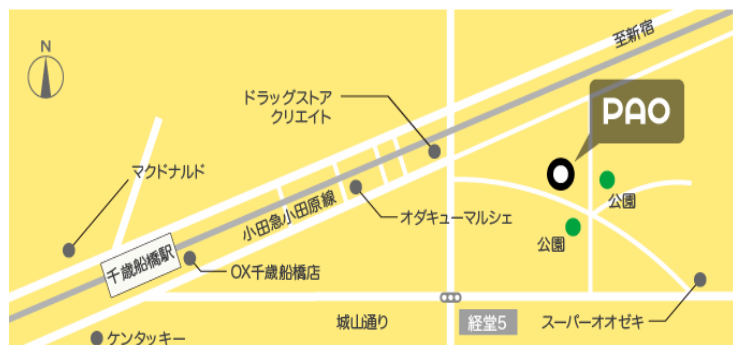 N
至新宿
ドラッグストア
クリエイト
PAO
マクドナルド
小田急小田原線
オダキューマルシェ
公園
公園
千歳船橋駅
OX千歳船橋店
城山通り
経堂5
スーパーオオゼキ
ケンタッキー